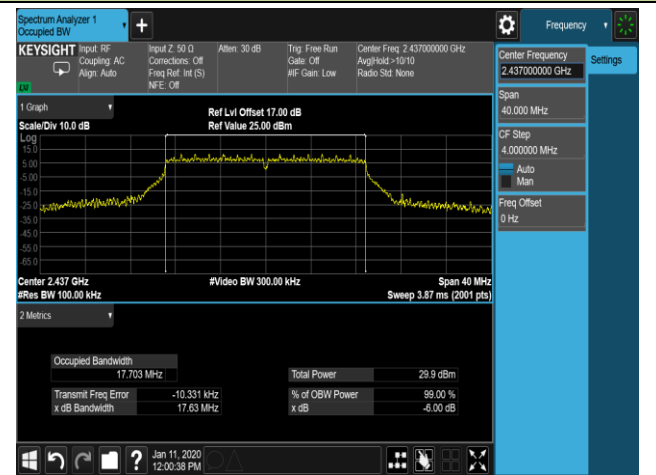 Spectrum Analyzer 1
Occupied BW
Frequency
KEYSIGHT
Input: RF
Coupling: AC
Align: Auto
Input Z: 50 Ω
Corrections: Off
Freq Ref: Int (S)
NFE: Off
Atten: 30 dB
Trig: Free Run
Gate: Off
#IF Gain: Low
Center Freq: 2.437000000 GHz
Avg|Hold:>10/10
Radio Std: None
Center Frequency
2.437000000 GHz
Settings
Span
40.000 MHz
CF Step
4.000000 MHz
Auto
Man
Freq Offset
0 Hz
1 Graph
Scale/Div 10.0 dB
Ref Lvl Offset 17.00 dB
Ref Value 25.00 dBm
Log
15.0
5.00
-5.00
-15.0
-25.0
-35.0
-45.0
-55.0
-65.0
Center 2.437 GHz
#Video BW 300.00 kHz
Span 40 MHz
#Res BW 100.00 kHz
Sweep 3.87 ms (2001 pts)
2 Metrics
Occupied Bandwidth
17.703 MHz
Total Power 29.9 dBm
Transmit Freq Error -10.331 kHz
% of OBW Power 99.00 %
x dB Bandwidth 17.63 MHz
x dB -6.00 dB
Jan 11, 2020
12:00:38 PM